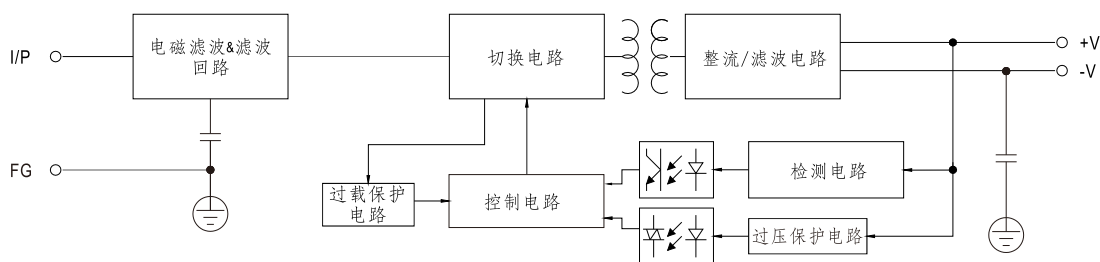 I/P
电磁滤波&滤波
回路
切换电路
整流/滤波电路
+V
-V
FG
过载保护
电路
控制电路
检测电路
过压保护电路